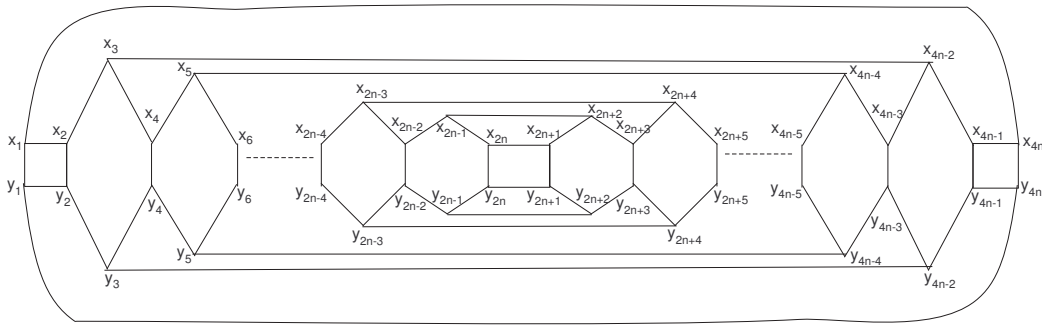 x₃ x₄ₙ₋₂
x₅ x₄ₙ₋₄
x₂ₙ₋₃ x₂ₙ₊₄
x₄ x₂ₙ₊₂ x₄ₙ₋₃
x₁ x₂ x₆ x₂ₙ₋₄ x₂ₙ₋₂ x₂ₙ₋₁ x₂ₙ x₂ₙ₊₁ x₂ₙ₊₃ x₂ₙ₊₅ x₄ₙ₋₅ x₄ₙ₋₁ x₄ₙ
y₁ y₂ y₄ y₆ y₂ₙ₋₄ y₂ₙ₋₂ y₂ₙ₋₁ y₂ₙ y₂ₙ₊₁ y₂ₙ₊₂ y₂ₙ₊₃ y₂ₙ₊₅ y₄ₙ₋₅ y₄ₙ₋₃ y₄ₙ₋₁ y₄ₙ
y₂ₙ₋₃ y₂ₙ₊₄
y₅ y₄ₙ₋₄
y₃ y₄ₙ₋₂